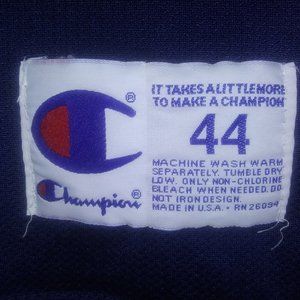 IT TAKES A LITTLE MORE
TO MAKE A CHAMPION
44
MACHINE WASH WARM
SEPARATELY. TUMBLE DRY
LOW. ONLY NON-CHLORINE
BLEACH WHEN NEEDED. DO
NOT IRON DESIGN.
MADE IN U.S.A. • RN 26094
®
Champion®